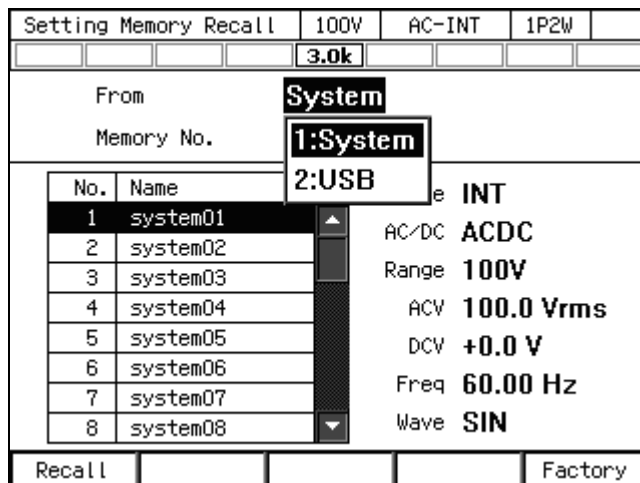 Setting Memory Recall 100V AC-INT 1P2W
3.0k
From System
Memory No.
1:System
2:USB
No. Name
1 system01
2 system02
3 system03
4 system04
5 system05
6 system06
7 system07
8 system08
e INT
AC/DC ACDC
Range 100V
ACV 100.0 Vrms
DCV +0.0 V
Freq 60.00 Hz
Wave SIN
Recall Factory